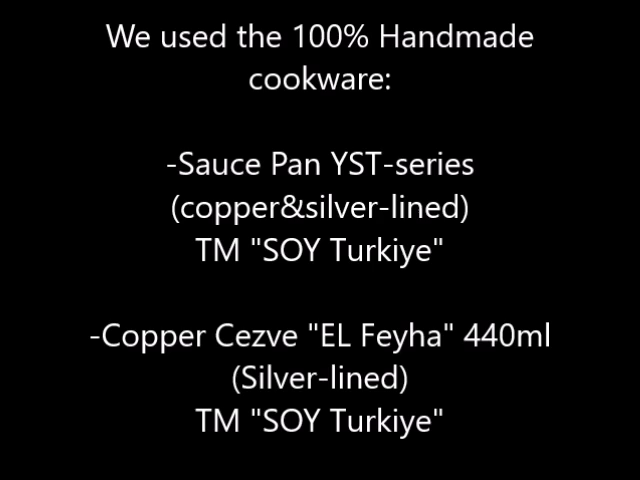 We used the 100% Handmade
cookware:
-Sauce Pan YST-series
(copper&silver-lined)
TM "SOY Turkiye"
-Copper Cezve "EL Feyha" 440ml
(Silver-lined)
TM "SOY Turkiye"